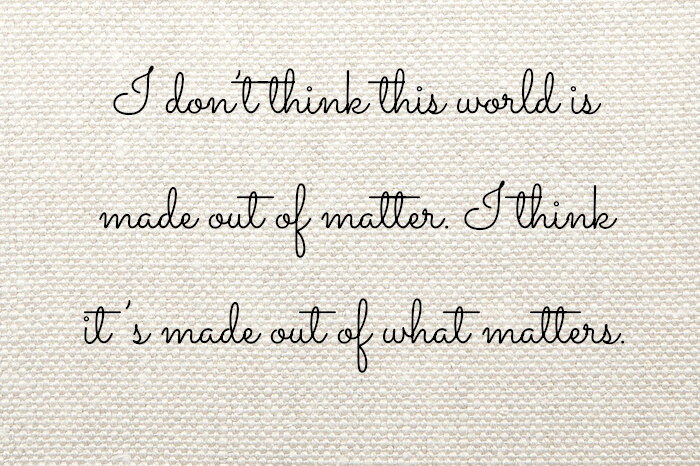 I don't think this world is
made out of matter. I think
it 's made out of what matters.